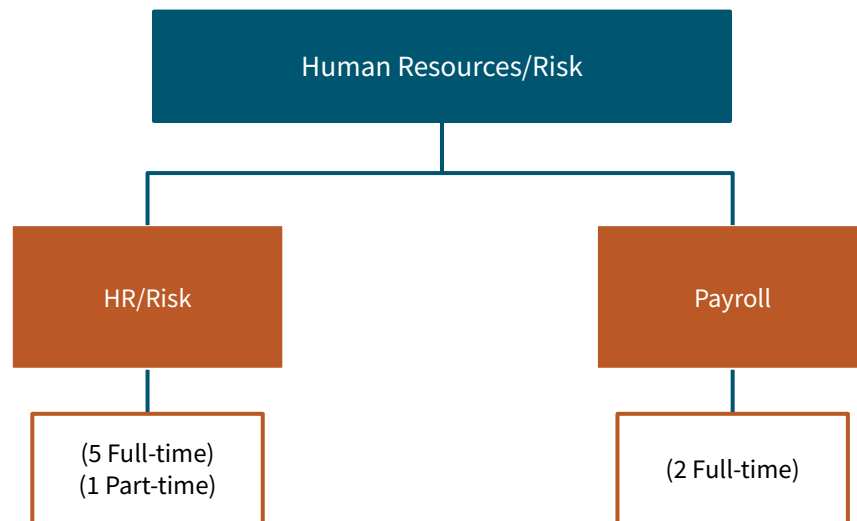 Human Resources/Risk
HR/Risk
Payroll
(5 Full-time)
(1 Part-time)
(2 Full-time)